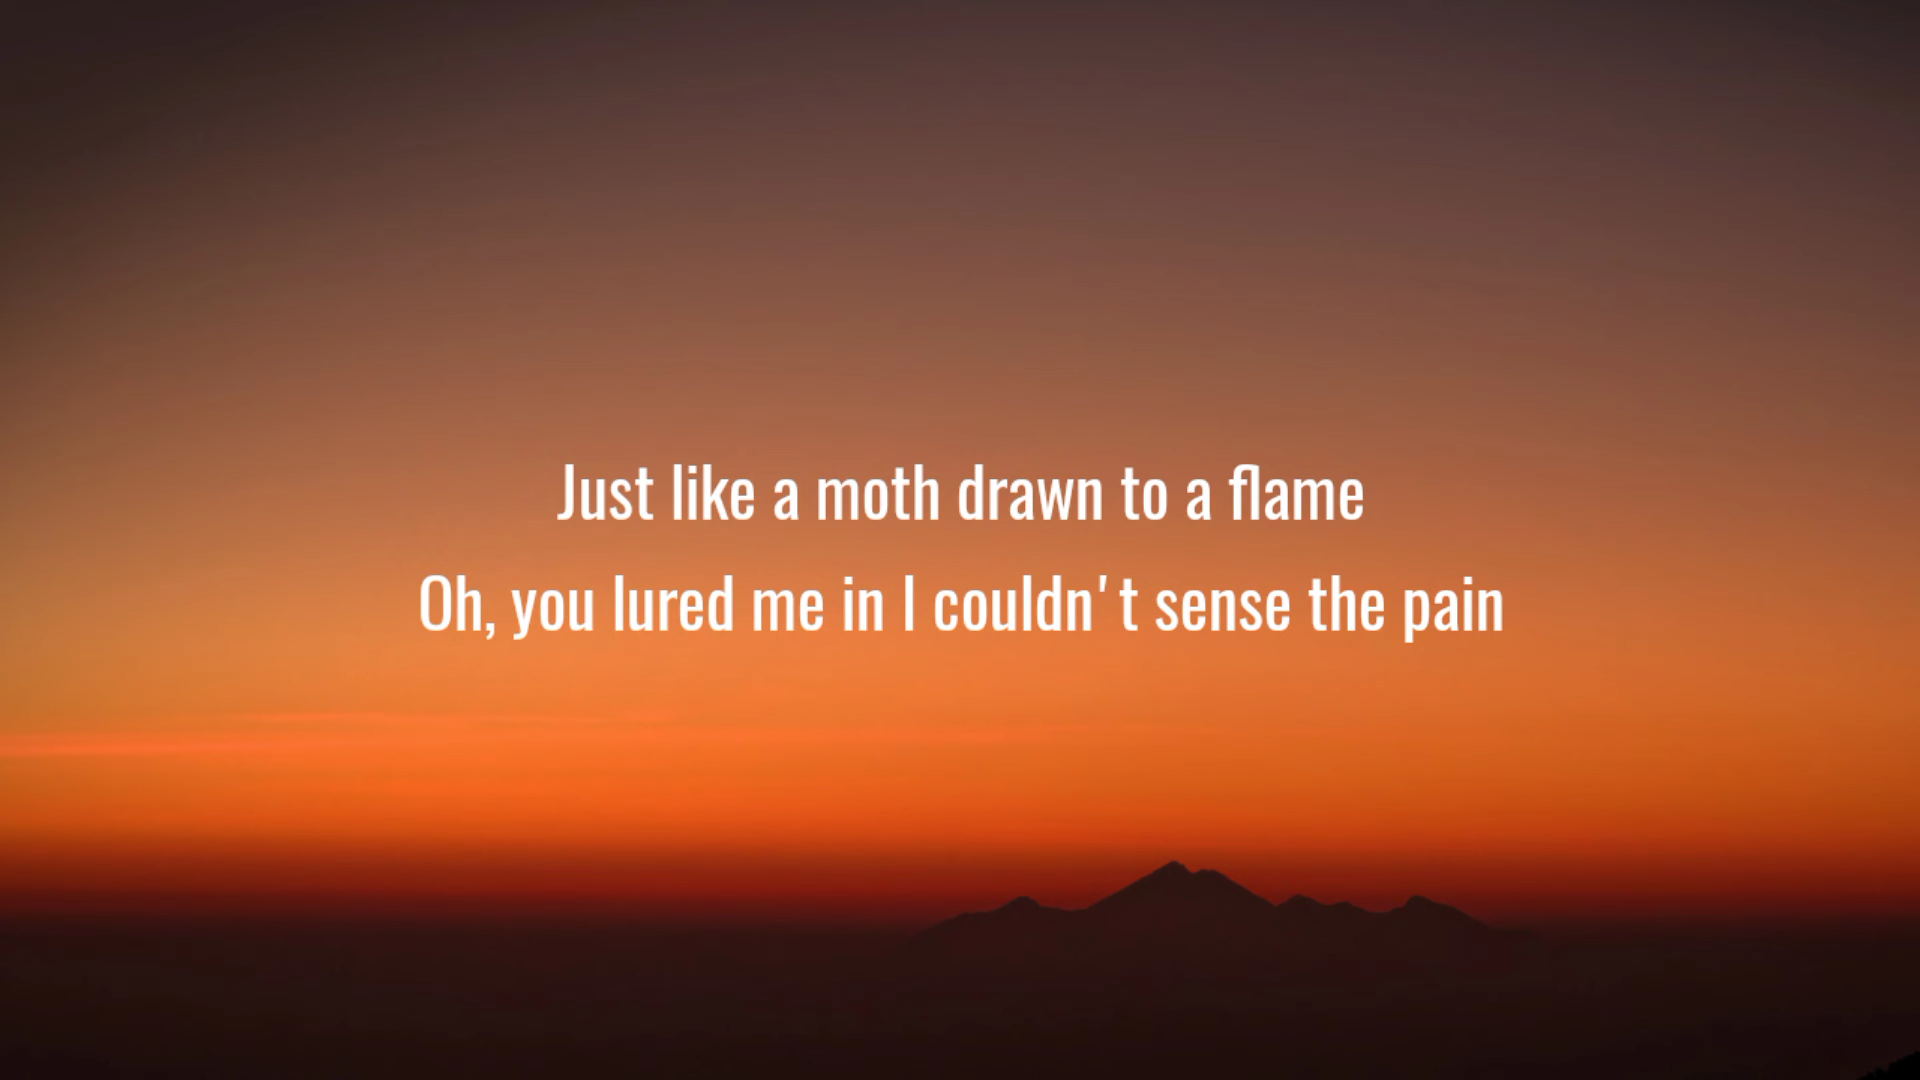 Just like a moth drawn to a flame
Oh, you lured me in I couldn't sense the pain